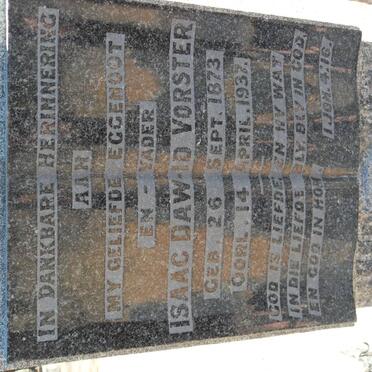 IN DANKBARE HERINNERING
AAN
MY GELIEFDE EGGENOOT
EN - VADER
ISAAC DAWID VORSTER
GEB. 26 SEPT. 1873
OORL. 14 APRIL 1937.
GOD IS LIEFDE EN HY WAT
IN DIE LIEFDE BLY, BLY IN GOD,
EN GOD IN HOM.
I JOH. 4.16.